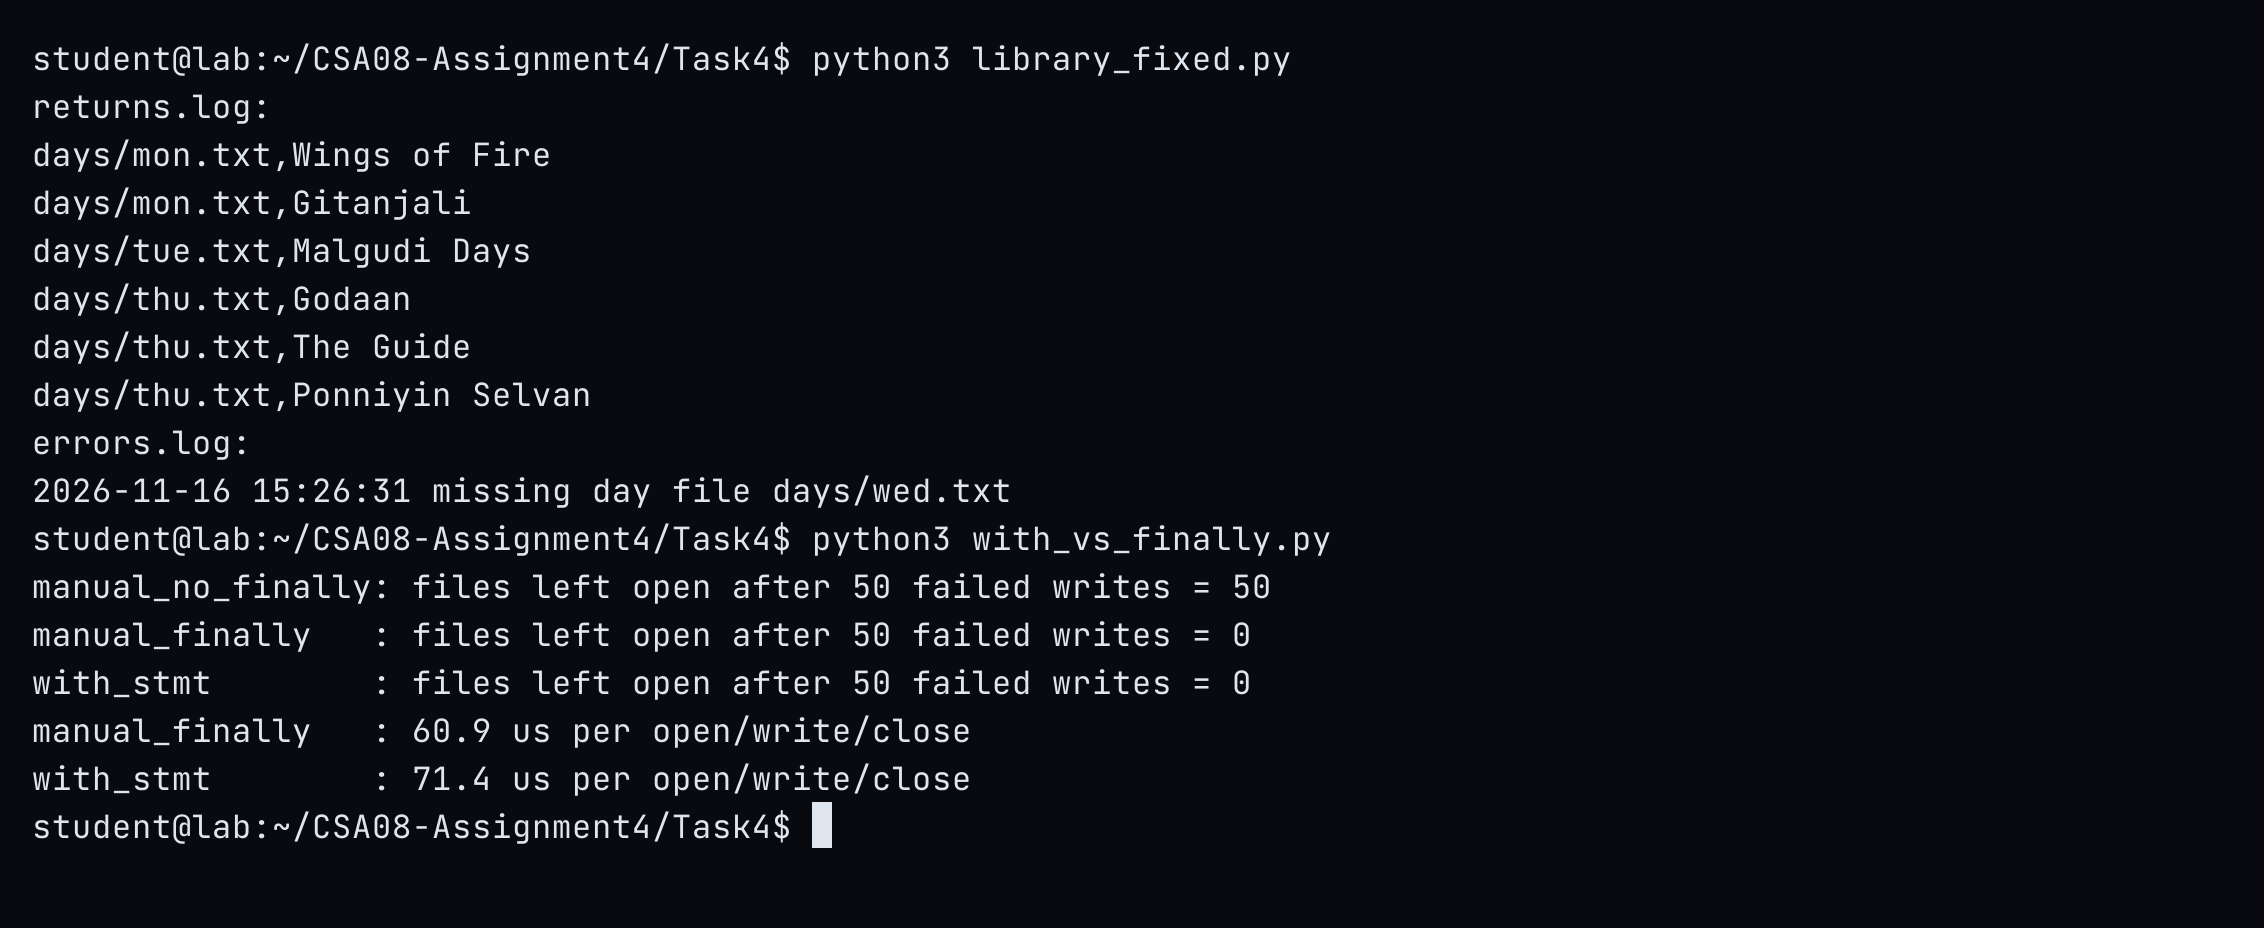 student@lab:~/CSA08-Assignment4/Task4$ python3 library_fixed.py
returns.log:
days/mon.txt,Wings of Fire
days/mon.txt,Gitanjali
days/tue.txt,Malgudi Days
days/thu.txt,Godaan
days/thu.txt,The Guide
days/thu.txt,Ponniyin Selvan
errors.log:
2026-11-16 15:26:31 missing day file days/wed.txt
student@lab:~/CSA08-Assignment4/Task4$ python3 with_vs_finally.py
manual_no_finally: files left open after 50 failed writes = 50
manual_finally   : files left open after 50 failed writes = 0
with_stmt        : files left open after 50 failed writes = 0
manual_finally   : 60.9 us per open/write/close
with_stmt        : 71.4 us per open/write/close
student@lab:~/CSA08-Assignment4/Task4$